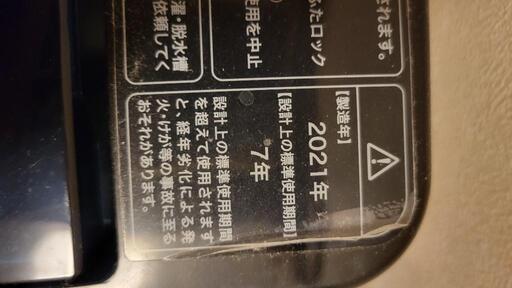 されます。
ふたロック
使用を中止
濯・脱水槽
依頼してく
【製造年】
2021年
【設計上の標準使用期間】
7年
設計上の標準使用期間
を超えて使用されます
と、経年劣化による発
火・けが等の事故に至る
おそれがあります。